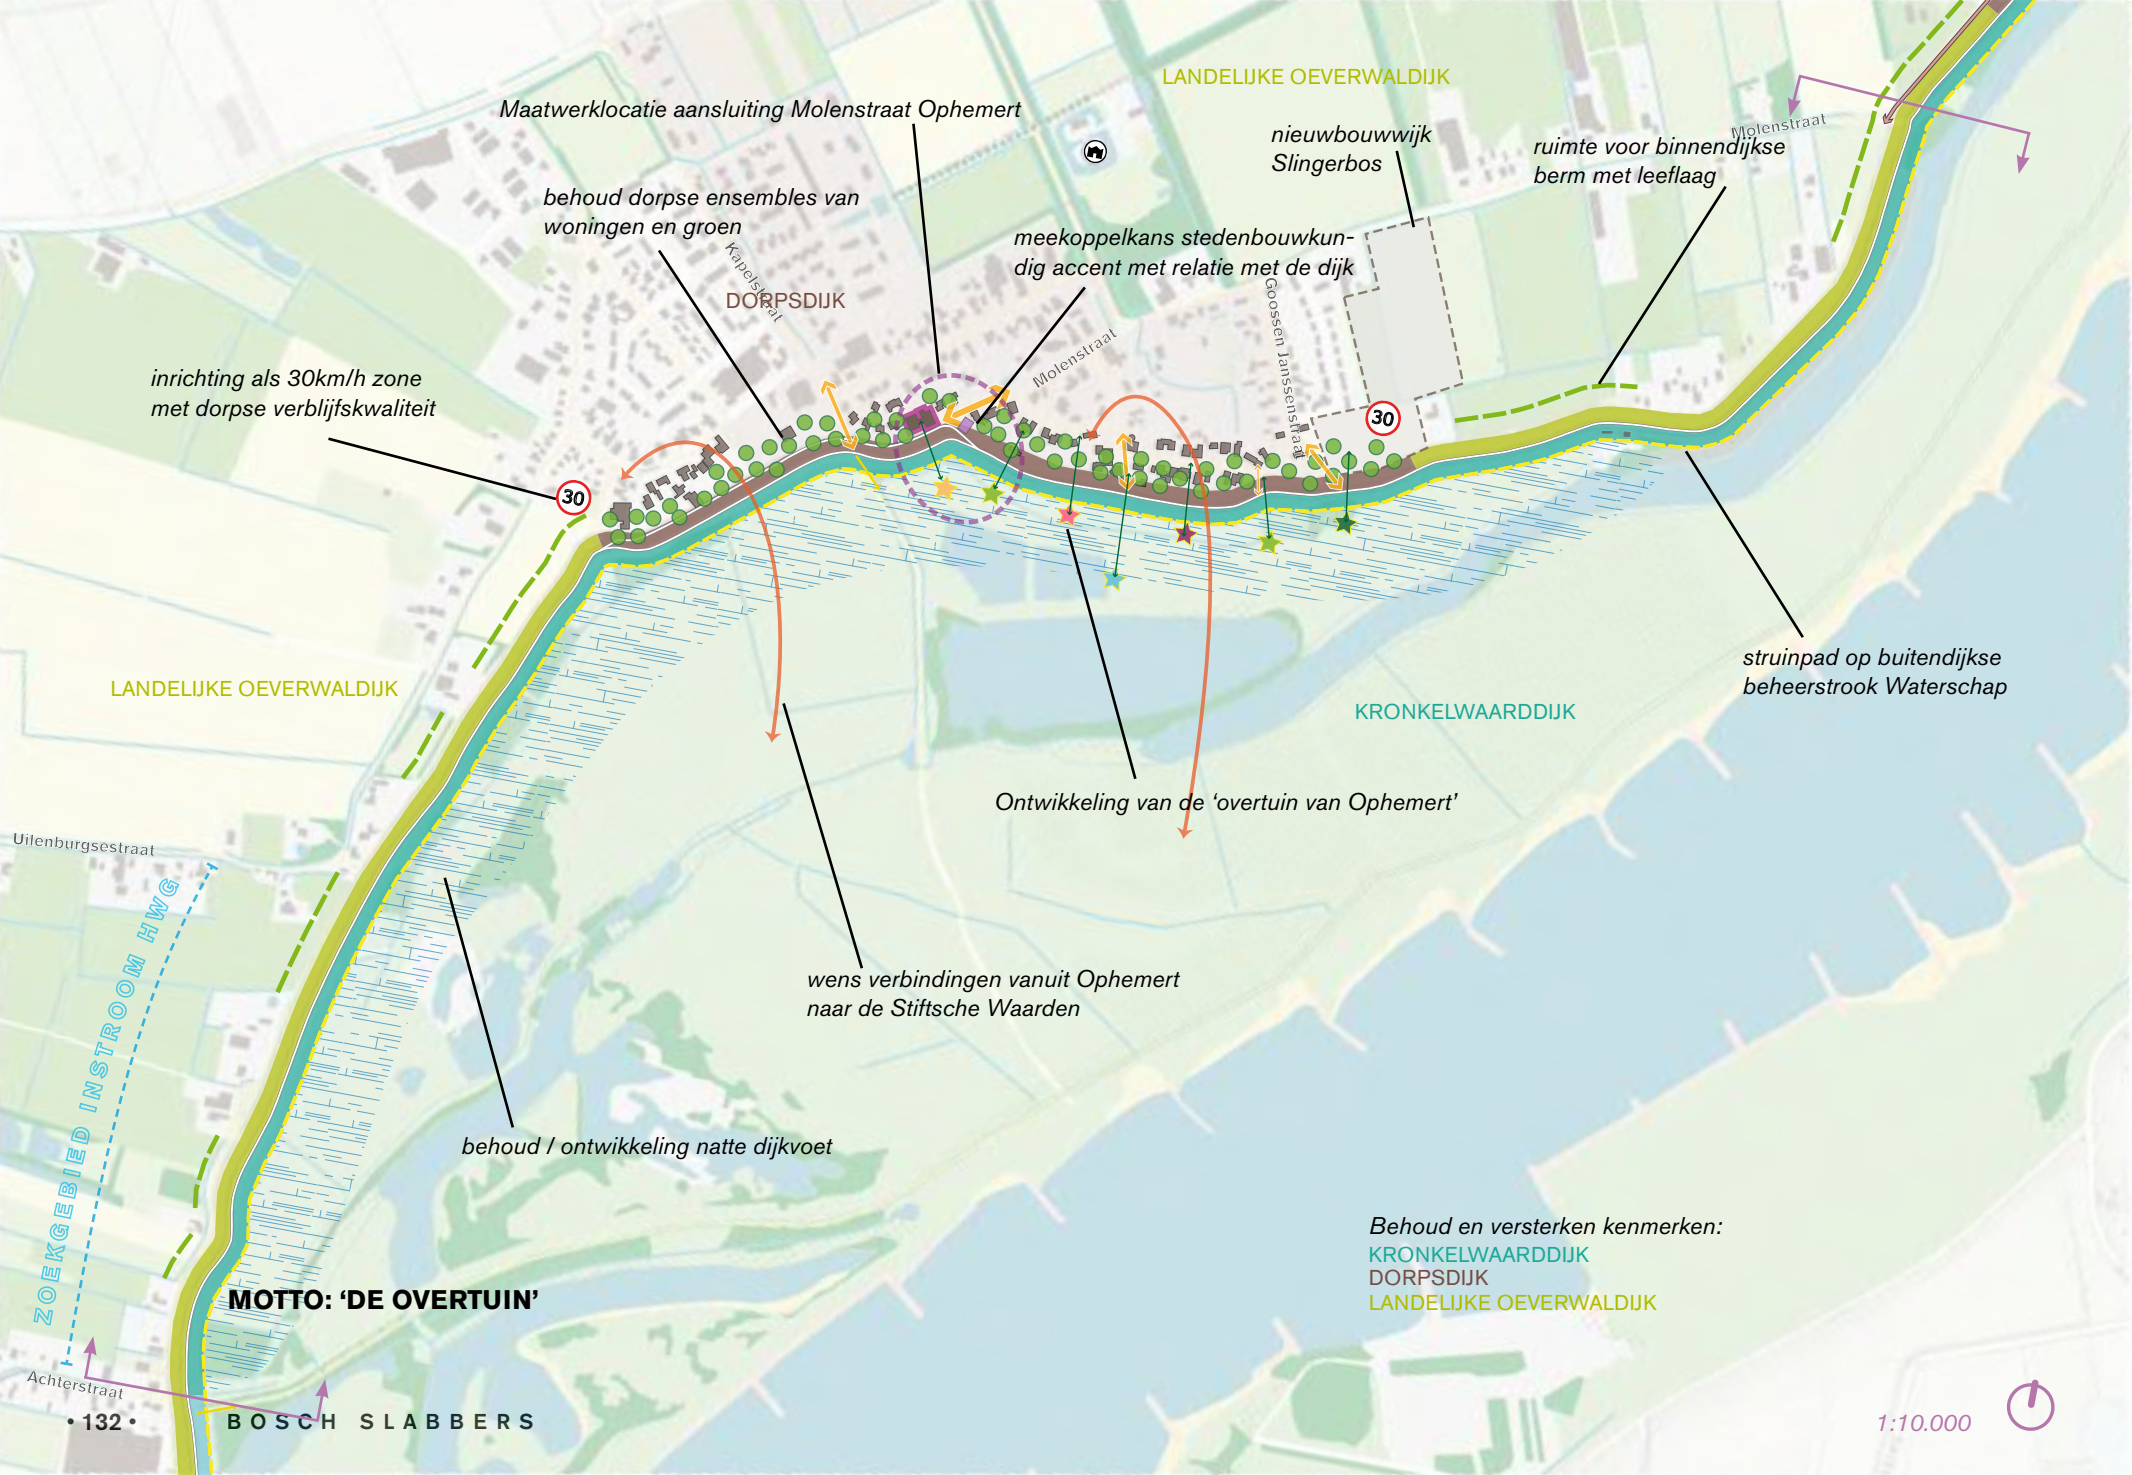 LANDELIJKE OEVERWALDIJK
Maatwerklocatie aansluiting Molenstraat Ophemert
nieuwbouwwijk
Slingerbos
Molenstraat
ruimte voor binnendijkse
berm met leeflaag
behoud dorpse ensembles van
woningen en groen
meekoppelkans stedenbouwkun-
dig accent met relatie met de dijk
Kapelstraat
DORPSDIJK
Molenstraat
Goossen Janssenstraat
inrichting als 30km/h zone
met dorpse verblijfskwaliteit
30
30
struinpad op buitendijkse
beheerstrook Waterschap
LANDELIJKE OEVERWALDIJK
KRONKELWAARDDIJK
Ontwikkeling van de ‘overtuin van Ophemert’
Uilenburgsestraat
ZOEKGEBIED INSTROOM HWG
wens verbindingen vanuit Ophemert
naar de Stiftsche Waarden
behoud / ontwikkeling natte dijkvoet
Behoud en versterken kenmerken:
KRONKELWAARDDIJK
DORPSDIJK
LANDELIJKE OEVERWALDIJK
MOTTO: ‘DE OVERTUIN’
Achterstraat
• 132 •
BOSCH SLABBERS
1:10.000